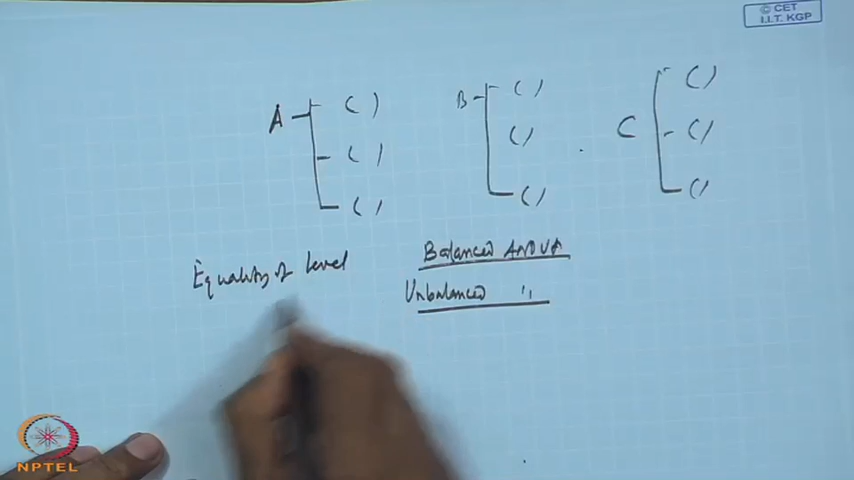 © CET
I.I.T. KGP
A ( ) B ( ) C ( )
( ) ( ) ( )
( ) ( ) ( )
Equality of level Balanced ANOVA
Unbalanced "
NPTEL